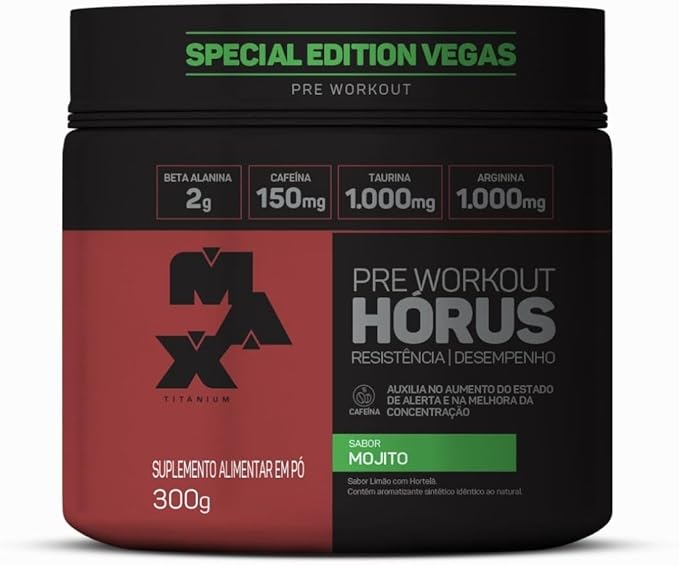 SPECIAL EDITION VEGAS
PRE WORKOUT
BETA ALANINA
2g
CAFEÍNA
150mg
TAURINA
1.000mg
ARGININA
1.000mg
MAX
TITANIUM
SUPLEMENTO ALIMENTAR EM PÓ
300g
PRE WORKOUT
HÓRUS
RESISTÊNCIA|DESEMPENHO
CAFEÍNA
AUXILIA NO AUMENTO DO ESTADO
DE ALERTA E NA MELHORA DA
CONCENTRAÇÃO
SABOR
MOJITO
Sabor Limão com Hortelã.
Contém aromatizante sintético idêntico ao natural.